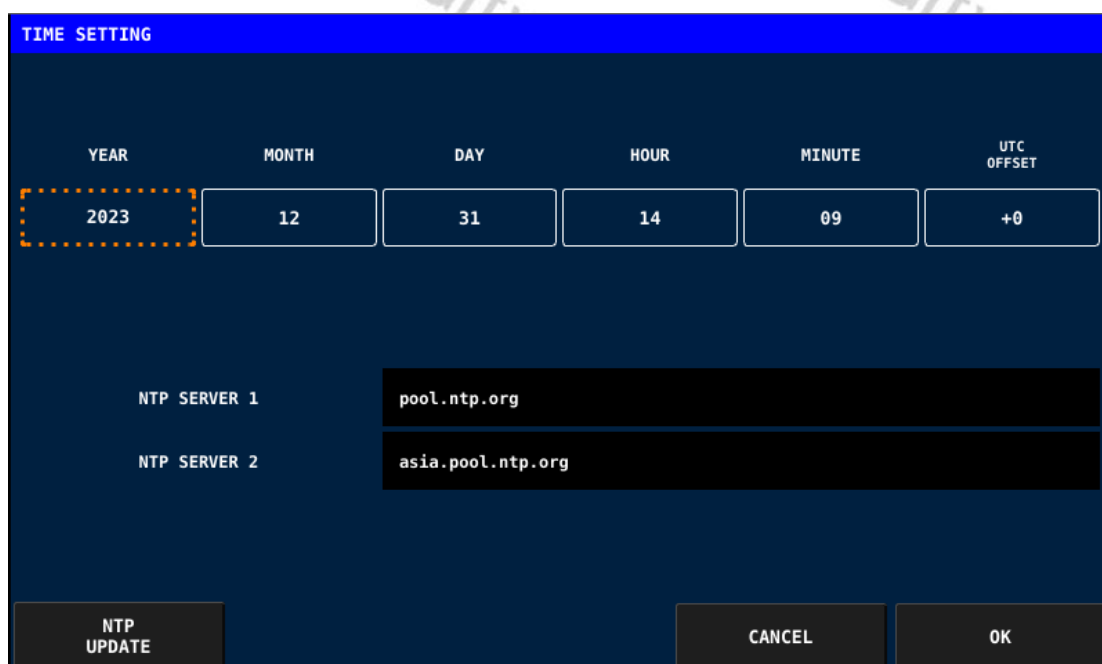 TIME SETTING
YEAR MONTH DAY HOUR MINUTE UTC OFFSET
2023 12 31 14 09 +0
NTP SERVER 1 pool.ntp.org
NTP SERVER 2 asia.pool.ntp.org
NTP UPDATE CANCEL OK